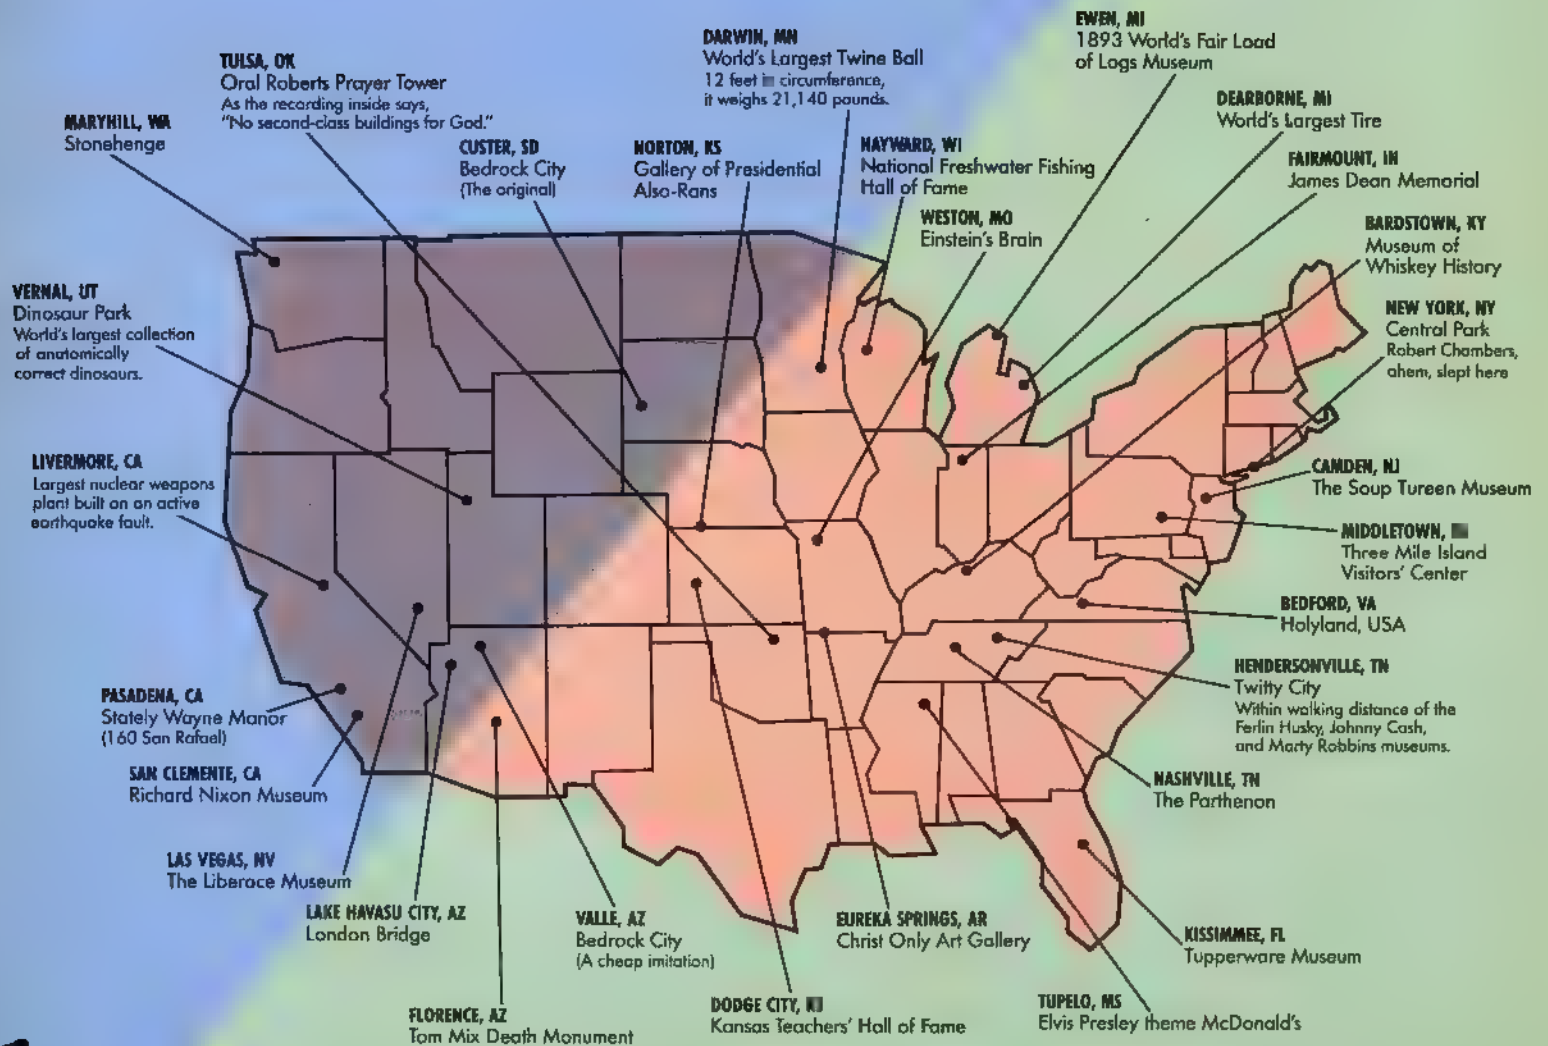 EWEN, MI
1893 World's Fair Load
of Logs Museum
DARWIN, MN
World's Largest Twine Ball
12 feet in circumference,
it weighs 21,140 pounds.
TULSA, OK
Oral Roberts Prayer Tower
As the recording inside says,
"No second-class buildings for God."
DEARBORNE, MI
World's Largest Tire
MARYHILL, WA
Stonehenge
CUSTER, SD
Bedrock City
(The original)
NORTON, KS
Gallery of Presidential
Also-Rans
HAYWARD, WI
National Freshwater Fishing
Hall of Fame
FAIRMOUNT, IN
James Dean Memorial
WESTON, MO
Einstein's Brain
BARDSTOWN, KY
Museum of
Whiskey History
VERNAL, UT
Dinosaur Park
World's largest collection
of anatomically
correct dinosaurs.
NEW YORK, NY
Central Park
Robert Chambers,
ahem, slept here
LIVERMORE, CA
Largest nuclear weapons
plant built on an active
earthquake fault.
CAMDEN, NJ
The Soup Tureen Museum
MIDDLETOWN,
Three Mile Island
Visitors' Center
BEDFORD, VA
Holyland, USA
HENDERSONVILLE, TN
Twitty City
Within walking distance of the
Ferlin Husky, Johnny Cash,
and Marty Robbins museums.
PASADENA, CA
Stately Wayne Manor
(160 San Rafael)
SAN CLEMENTE, CA
Richard Nixon Museum
NASHVILLE, TN
The Parthenon
LAS VEGAS, NV
The Liberace Museum
LAKE HAVASU CITY, AZ
London Bridge
VALLE, AZ
Bedrock City
(A cheap imitation)
EUREKA SPRINGS, AR
Christ Only Art Gallery
KISSIMMEE, FL
Tupperware Museum
FLORENCE, AZ
Tom Mix Death Monument
DODGE CITY,
Kansas Teachers' Hall of Fame
TUPELO, MS
Elvis Presley theme McDonald's